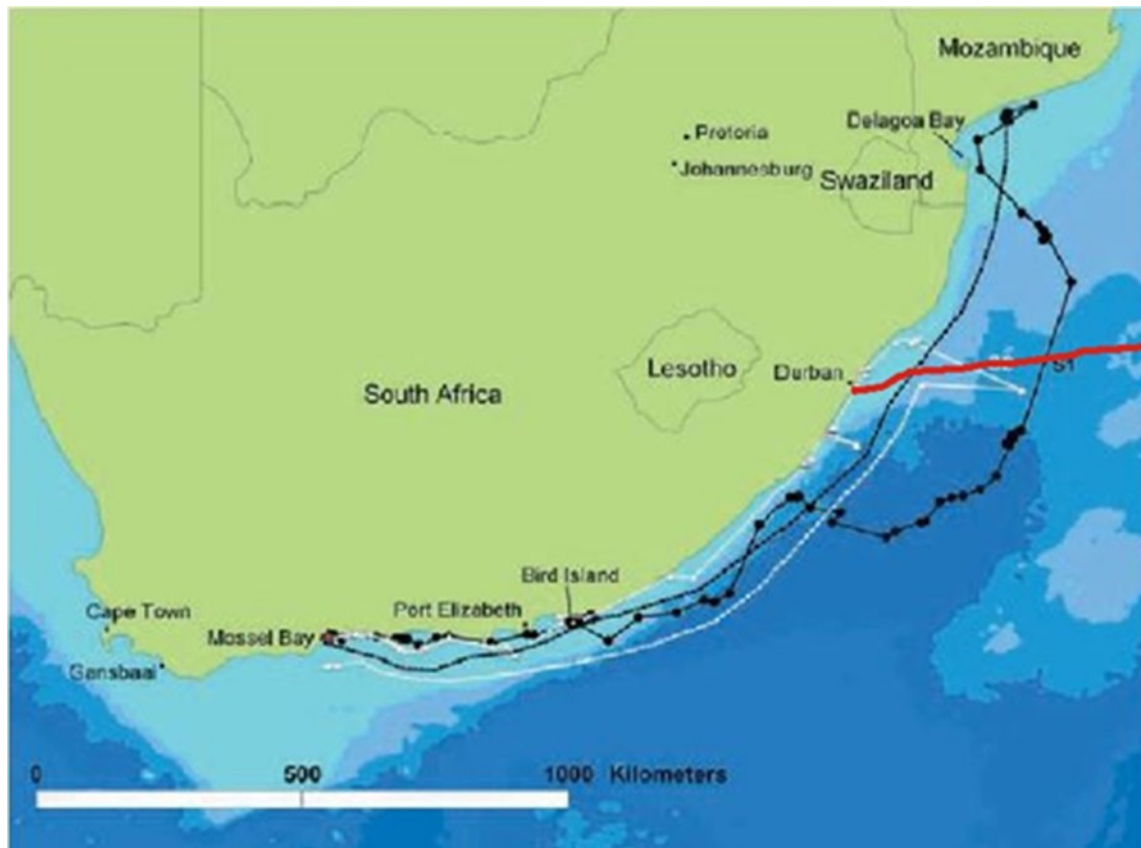 Mozambique
Delagoa Bay
Pretoria
Johannesburg
Swaziland
Lesotho
Durban
South Africa
S1
Bird Island
Cape Town
Port Elizabeth
Mossel Bay
Gansbaai
0 500 1000 Kilometers